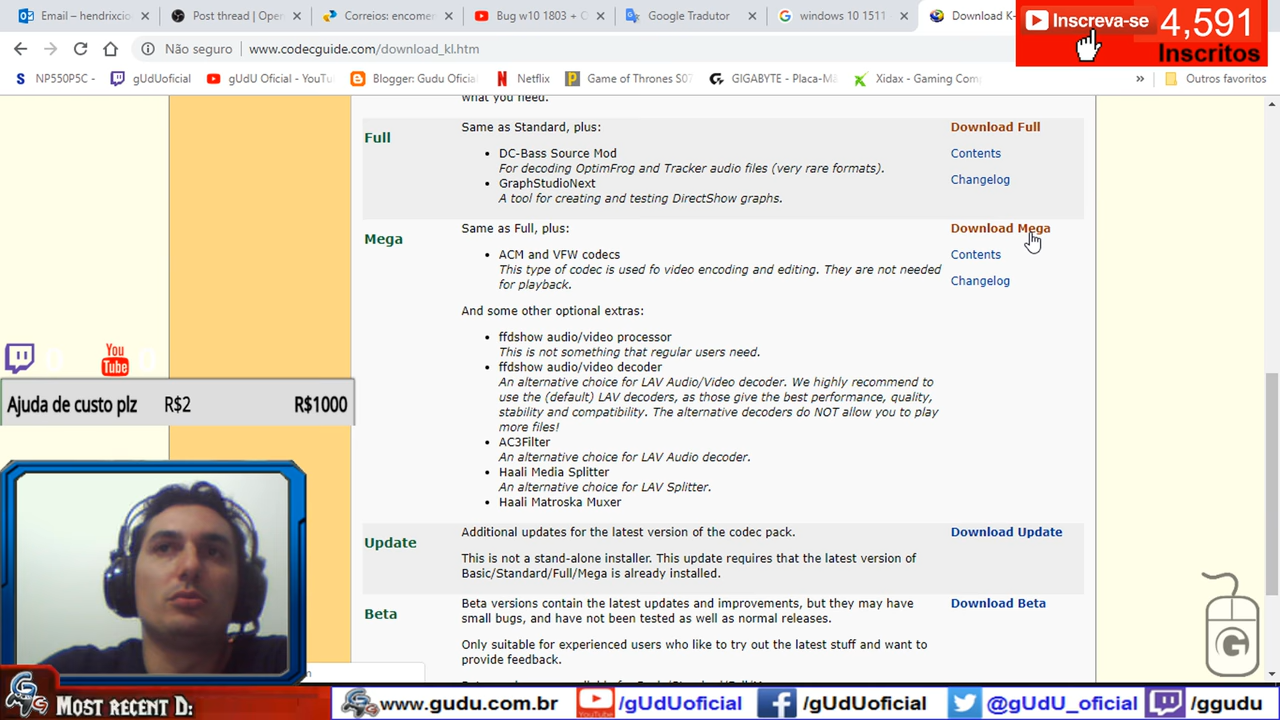 Email – hendrixcio
Post thread | Open
Correios: encomen
Bug w10 1803 + C
Google Tradutor
windows 10 1511
Download K-
Inscreva-se
4,591
Inscritos
Não seguro
www.codecguide.com/download_kl.htm
NP550P5C -
gUdUoficial
gUdU Oficial - YouTu
Blogger: Gudu Oficia
Netflix
Game of Thrones S07
GIGABYTE - Placa-Mã
Xidax - Gaming Comp
»
Outros favoritos
what you need.
Full
Same as Standard, plus:
Download Full
• DC-Bass Source Mod
Contents
For decoding OptimFrog and Tracker audio files (very rare formats).
• GraphStudioNext
Changelog
A tool for creating and testing DirectShow graphs.
Mega
Same as Full, plus:
Download Mega
• ACM and VFW codecs
Contents
This type of codec is used fo video encoding and editing. They are not needed
for playback.
Changelog
And some other optional extras:
• ffdshow audio/video processor
This is not something that regular users need.
• ffdshow audio/video decoder
An alternative choice for LAV Audio/Video decoder. We highly recommend to
use the (default) LAV decoders, as those give the best performance, quality,
stability and compatibility. The alternative decoders do NOT allow you to play
more files!
• AC3Filter
An alternative choice for LAV Audio decoder.
• Haali Media Splitter
An alternative choice for LAV Splitter.
• Haali Matroska Muxer
You
Tube
Ajuda de custo plz R$2 R$1000
Update
Additional updates for the latest version of the codec pack.
Download Update
This is not a stand-alone installer. This update requires that the latest version of
Basic/Standard/Full/Mega is already installed.
Beta
Beta versions contain the latest updates and improvements, but they may have
small bugs, and have not been tested as well as normal releases.
Download Beta
Only suitable for experienced users who like to try out the latest stuff and want to
provide feedback.
Most recent D:
www.gudu.com.br
YouTube
/gUdUoficial
/gUdUoficial
@gUdU_oficial
/ggudu